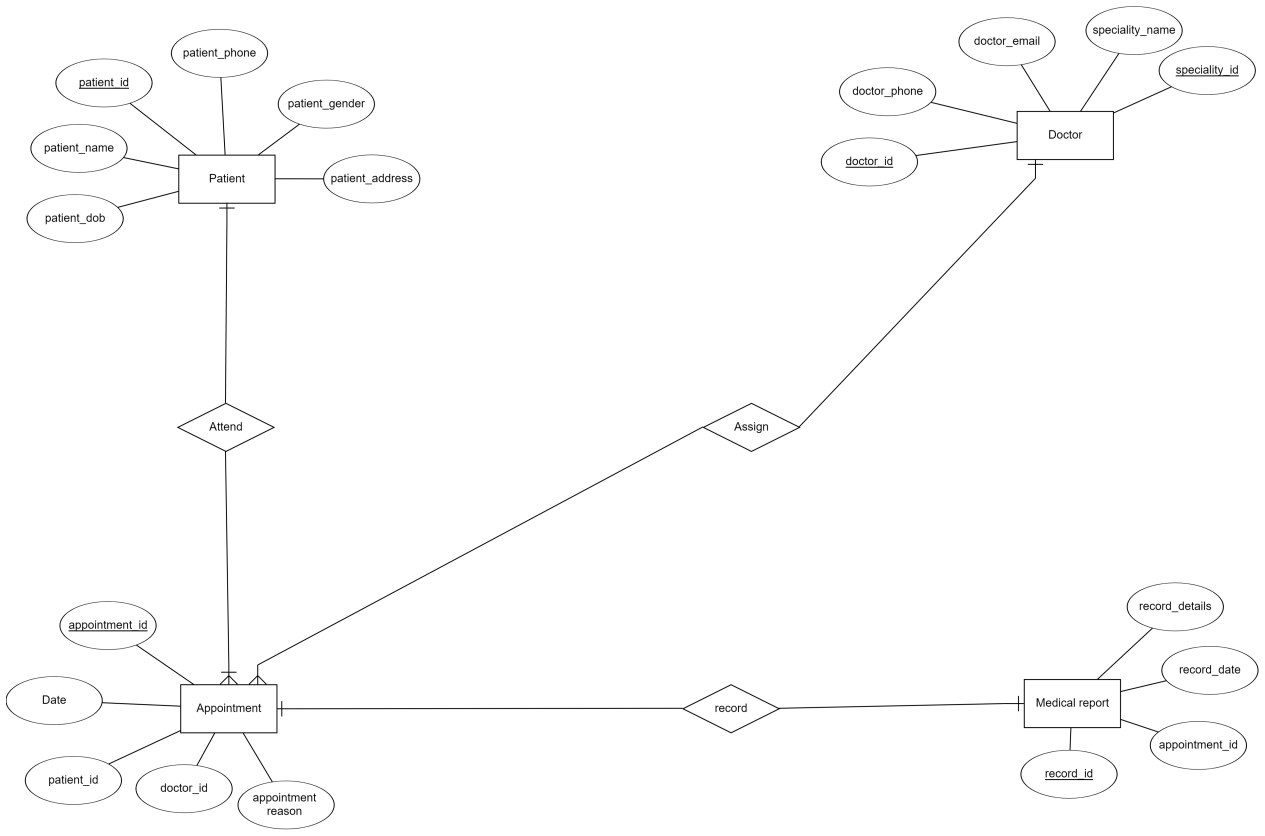 patient_phone
patient_id
patient_gender
patient_name
Patient
patient_address
patient_dob
speciality_name
doctor_email
speciality_id
doctor_phone
Doctor
doctor_id
Attend
Assign
appointment_id
Date
Appointment
patient_id
doctor_id
appointment
reason
record
record_details
record_date
Medical report
appointment_id
record_id